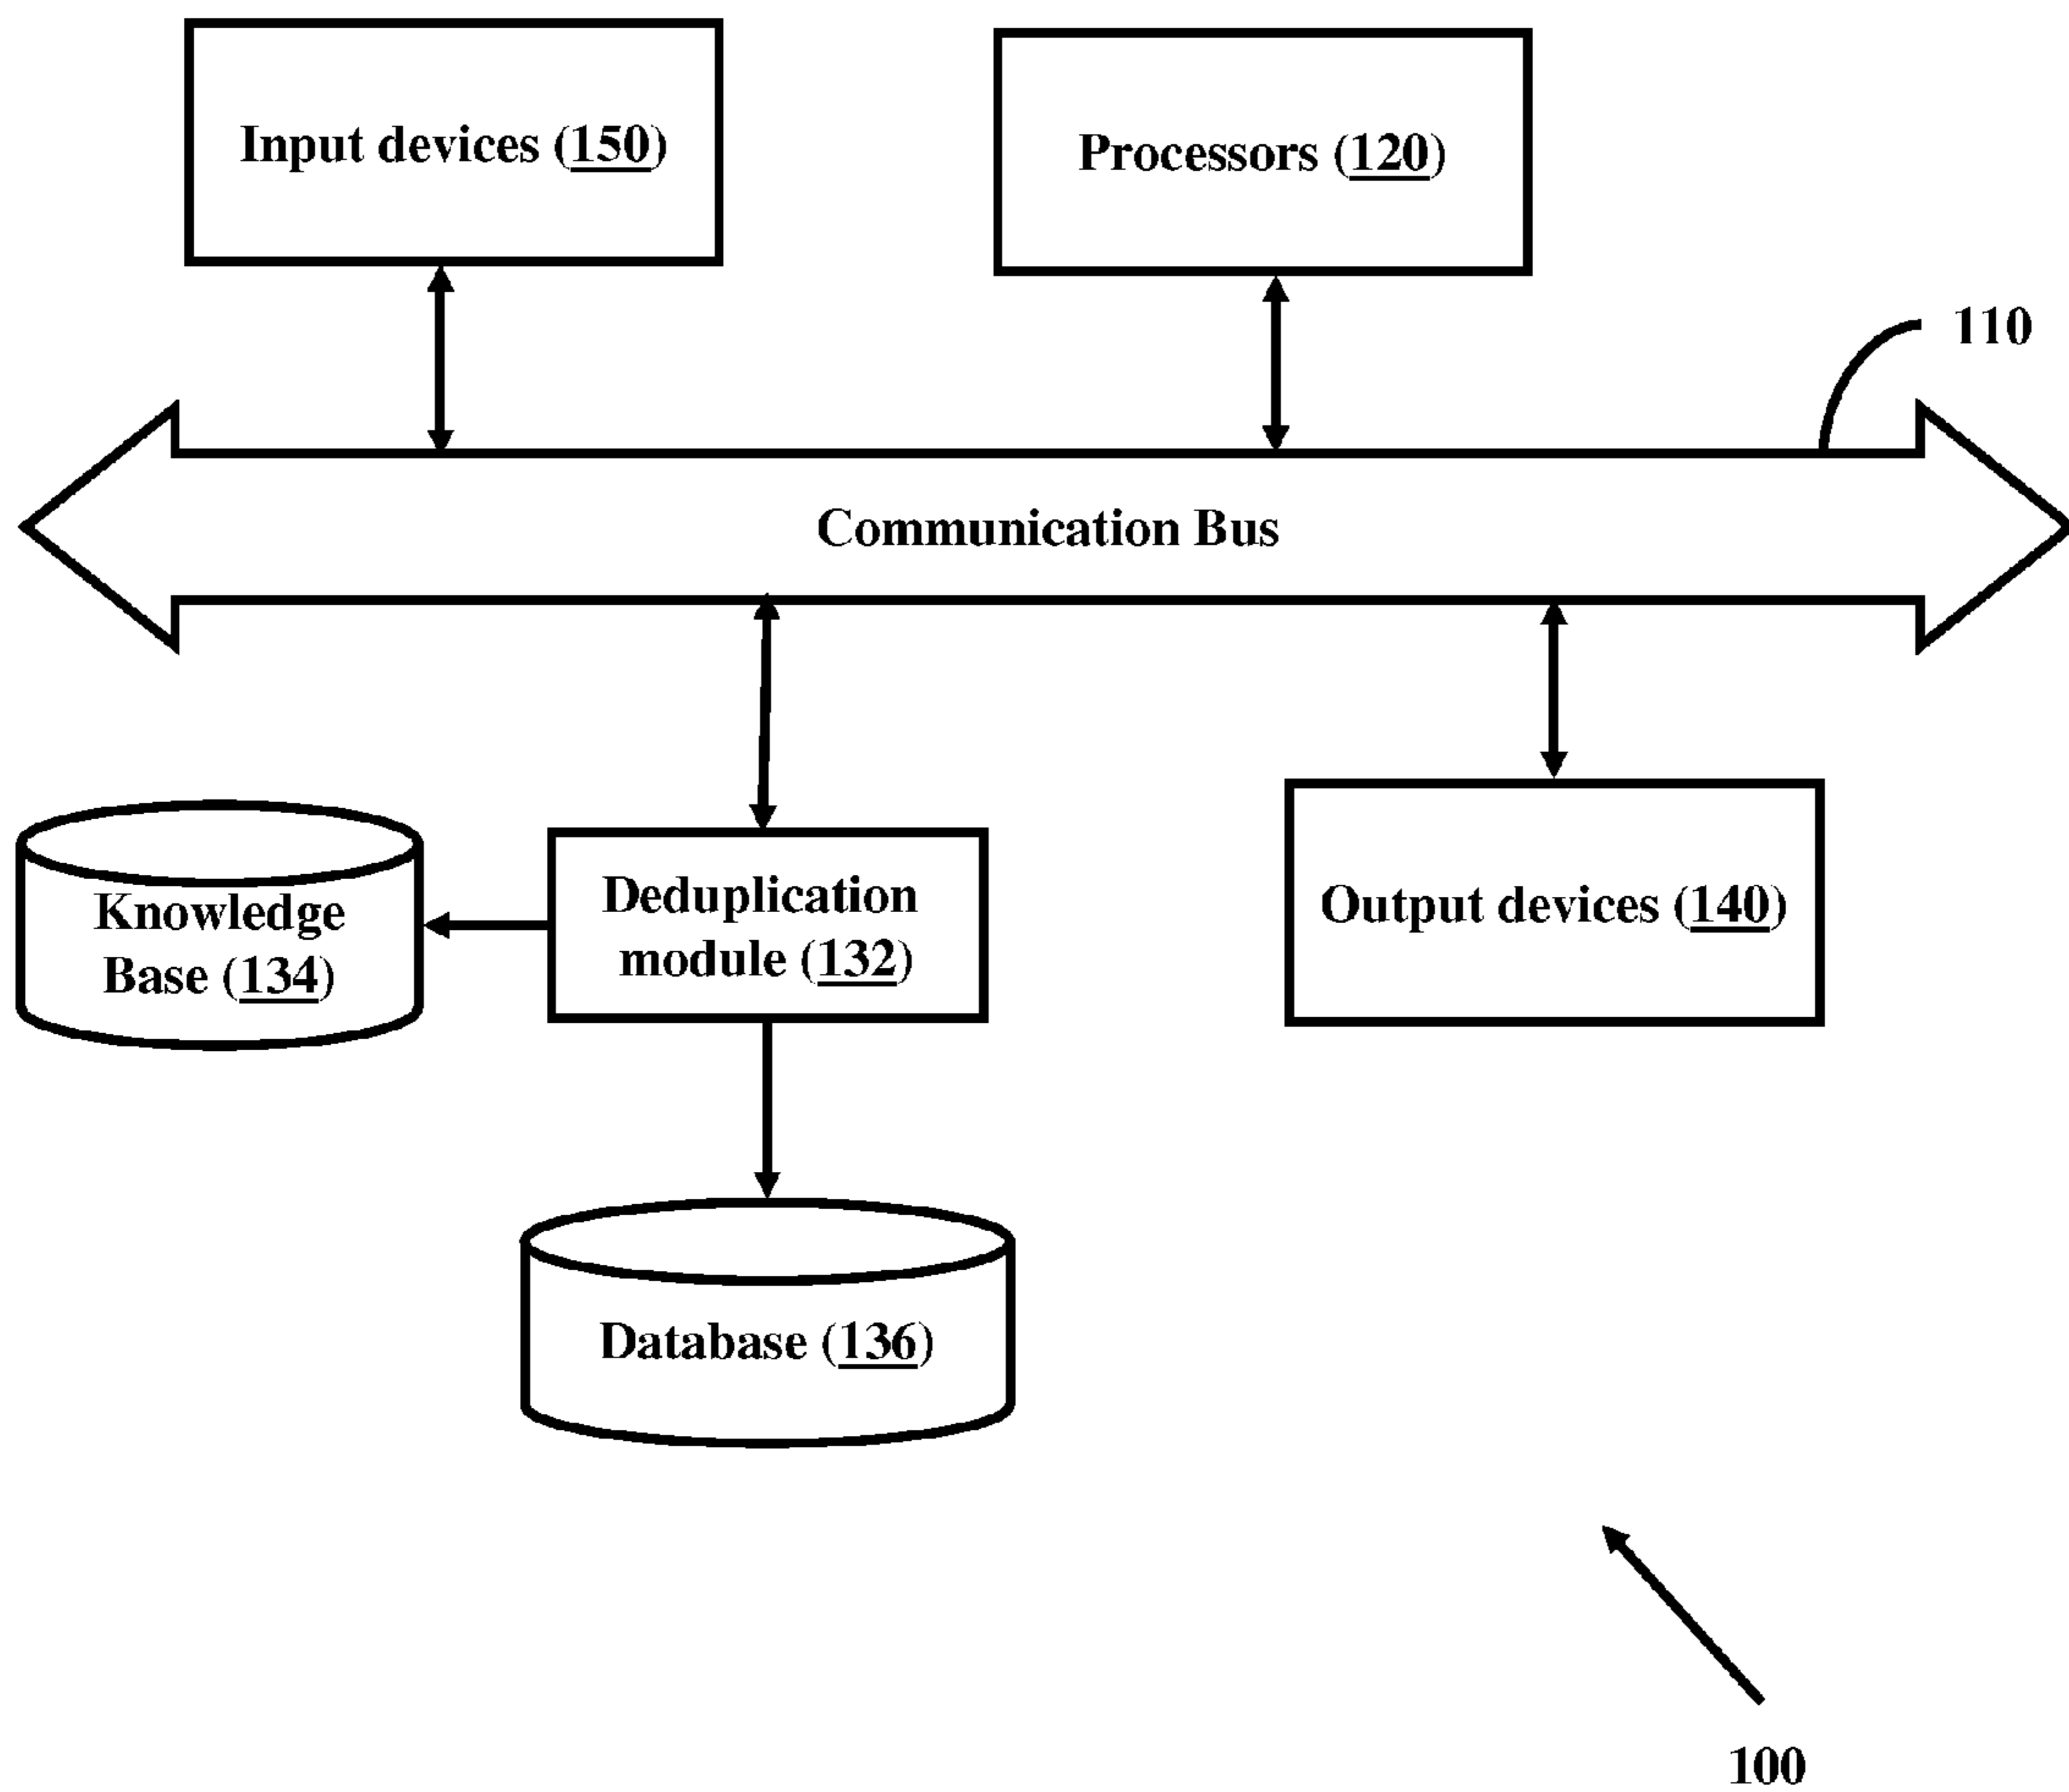 Input devices (150)
Processors (120)
110
Communication Bus
Knowledge
Base (134)
Deduplication
module (132)
Output devices (140)
Database (136)
100